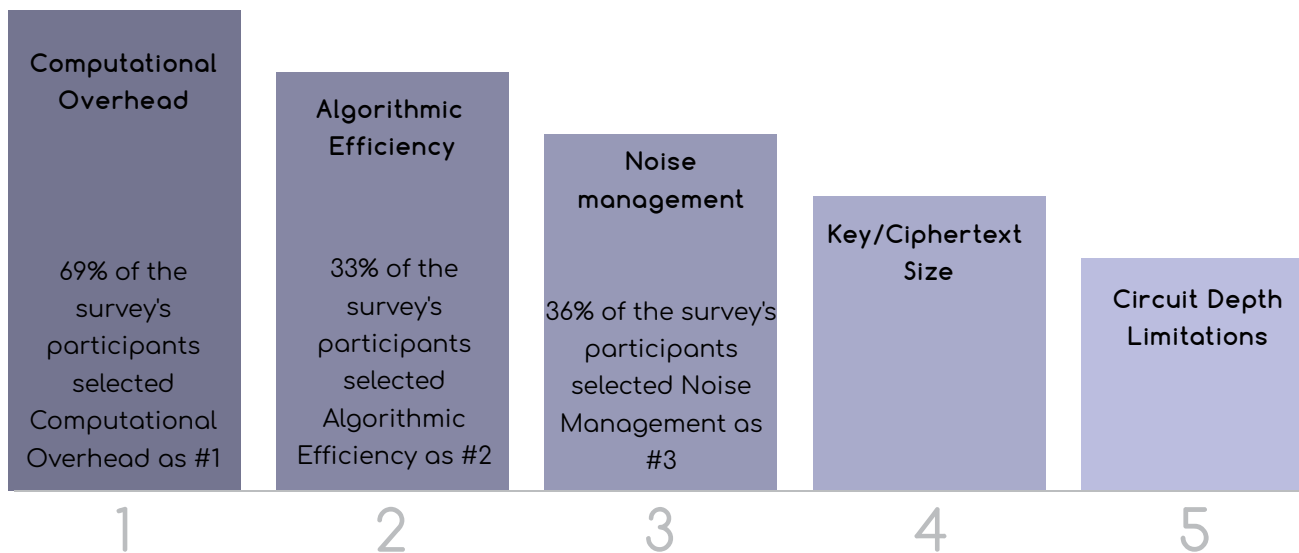 Computational
Overhead
69% of the
survey's
participants
selected
Computational
Overhead as #1
Algorithmic
Efficiency
33% of the
survey's
participants
selected
Algorithmic
Efficiency as #2
Noise
management
36% of the survey's
participants
selected Noise
Management as
#3
Key/Ciphertext
Size
Circuit Depth
Limitations
1
2
3
4
5